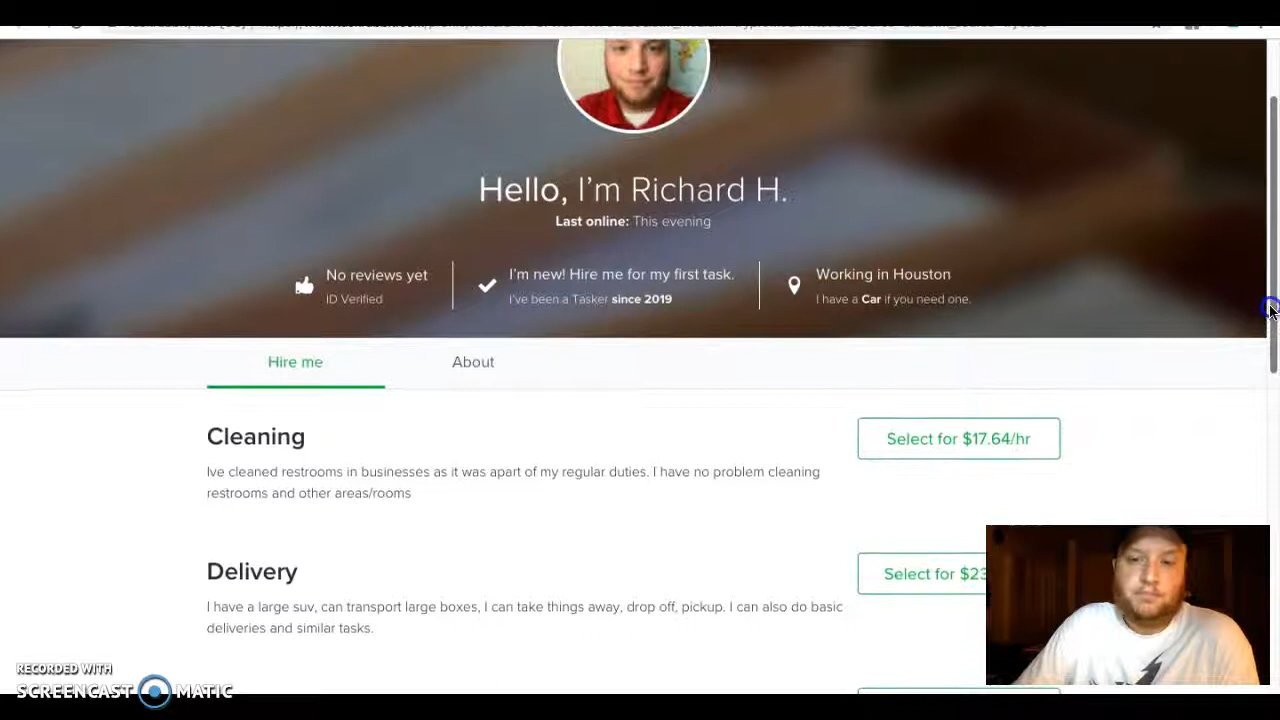 Hello, I'm Richard H.
Last online: This evening
No reviews yet
ID Verified
I'm new! Hire me for my first task.
I've been a Tasker since 2019
Working in Houston
I have a Car if you need one.
Hire me
About
Cleaning
Select for $17.64/hr
Ive cleaned restrooms in businesses as it was apart of my regular duties. I have no problem cleaning
restrooms and other areas/rooms
Delivery
Select for $23
I have a large suv, can transport large boxes, I can take things away, drop off, pickup. I can also do basic
deliveries and similar tasks.
RECORDED WITH
SCREENCAST MATIC